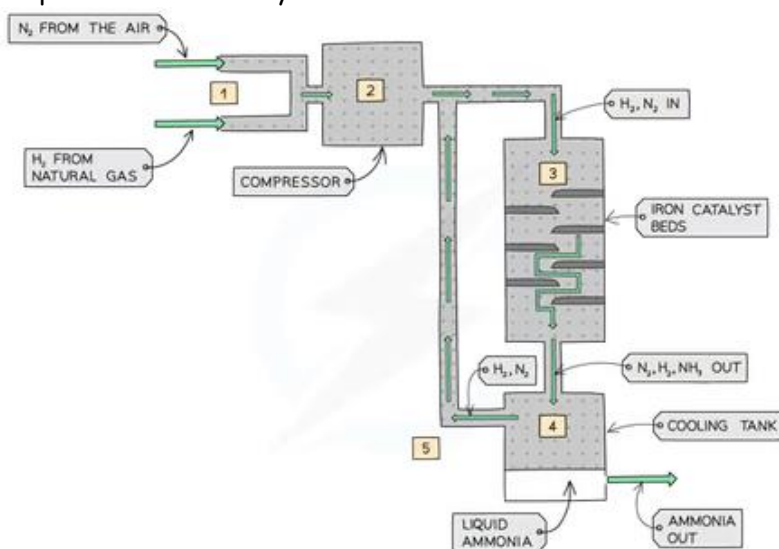 N₂ FROM THE AIR
1
2
H₂, N₂ IN
H₂ FROM
NATURAL GAS
COMPRESSOR
3
IRON CATALYST
BEDS
H₂, N₂
N₂, H₂, NH₃ OUT
4
COOLING TANK
5
LIQUID
AMMONIA
AMMONIA
OUT